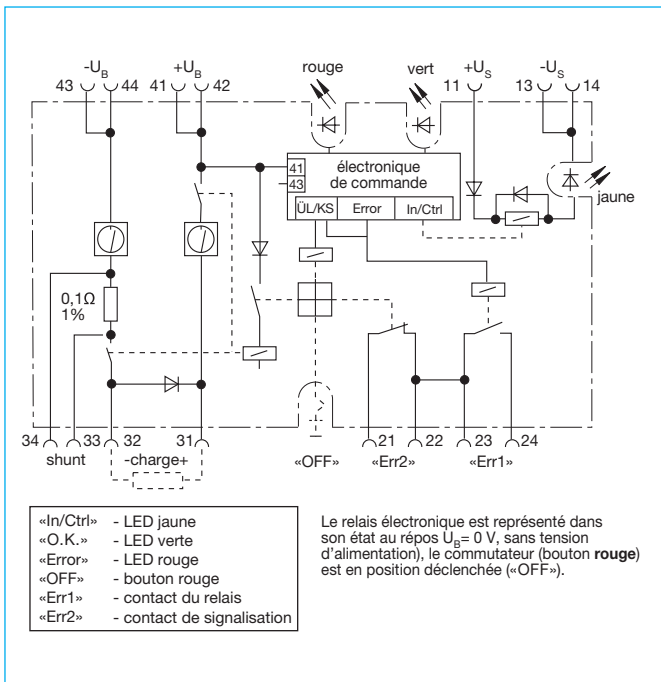 -UB +UB rouge vert +US -US
43 44 41 42 11 13 14
jaune
41
43
électronique
de commande
ÜL/KS Error In/Ctrl
0,1Ω
1%
34 33 32 31 21 22 23 24
shunt -charge+ «OFF» «Err2» «Err1»
«In/Ctrl» - LED jaune
«O.K.» - LED verte
«Error» - LED rouge
«OFF» - bouton rouge
«Err1» - contact du relais
«Err2» - contact de signalisation
Le relais électronique est représenté dans
son état au répos UB= 0 V, sans tension
d'alimentation), le commutateur (bouton rouge)
est en position déclenchée («OFF»).